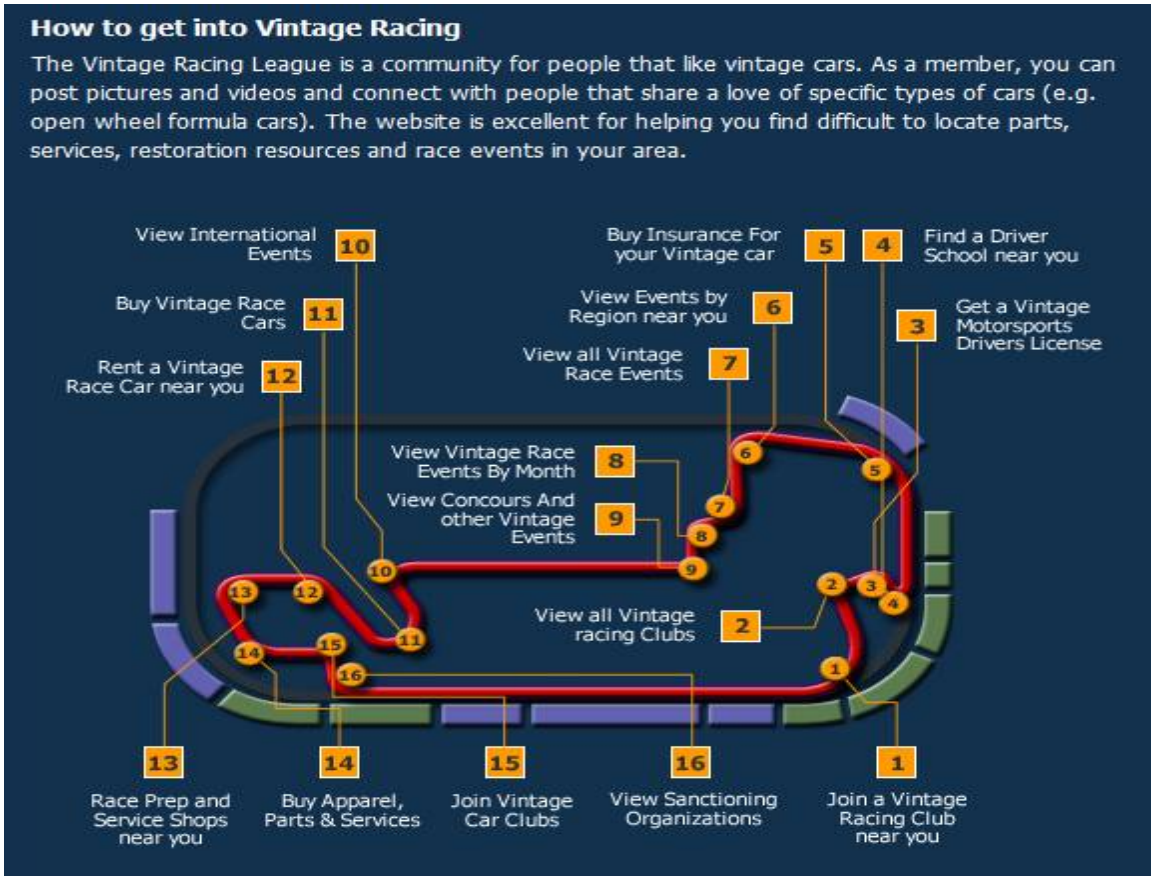 How to get into Vintage Racing
The Vintage Racing League is a community for people that like vintage cars. As a member, you can
post pictures and videos and connect with people that share a love of specific types of cars (e.g.
open wheel formula cars). The website is excellent for helping you find difficult to locate parts,
services, restoration resources and race events in your area.
View International
Events
10
Buy Insurance For
your Vintage car
5
4
Find a Driver
School near you
Buy Vintage Race
Cars
11
View Events by
Region near you
6
3
Get a Vintage
Motorsports
Drivers License
Rent a Vintage
Race Car near you
12
View all Vintage
Race Events
7
View Vintage Race
Events By Month
8
View Concours And
other Vintage
Events
9
View all Vintage
racing Clubs
2
6
5
7
8
9
10
2
3
4
13
12
11
15
14
16
1
13
Race Prep and
Service Shops
near you
14
Buy Apparel,
Parts & Services
15
Join Vintage
Car Clubs
16
View Sanctioning
Organizations
1
Join a Vintage
Racing Club
near you